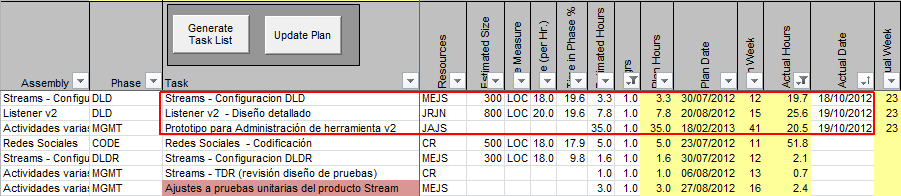 Generate
Task List
Update Plan
Assembly Phase Task Resources Estimated Size Measure (per Hr.) in Phase % Hours Plan Hours Plan Date Week Actual Hours Actual Date Actual Week
Streams - Configu DLD Streams - Configuracion DLD MEJS 300 LOC 18.0 19.6 3.3 1.0 3.3 30/07/2012 12 19.7 18/10/2012 23
Listener v2 DLD Listener v2 - Diseño detallado JRJN 800 LOC 20.0 19.6 7.8 1.0 7.8 20/08/2013 15 25.6 19/10/2012 23
Actividades varias MGMT Prototipo para Administración de herramienta v2 JAJS 35.0 1.0 35.0 18/02/2013 41 20.5 19/10/2012 23
Redes Sociales CODE Redes Sociales - Codificación CR 500 LOC 18.0 17.9 5.0 1.0 5.0 23/07/2012 11 51.8
Streams - Configu DLDR Streams - Configuracion DLDR MEJS 300 LOC 18.0 9.8 1.6 1.0 1.6 30/07/2012 12 2.1
Actividades varias MGMT Streams - TDR (revisión diseño de pruebas) CR 1.0 1.0 1.0 06/08/2012 13 0.7
Actividades varias MGMT Ajustes a pruebas unitarias del producto Stream MEJS 3.0 1.0 3.0 27/08/2012 16 2.4